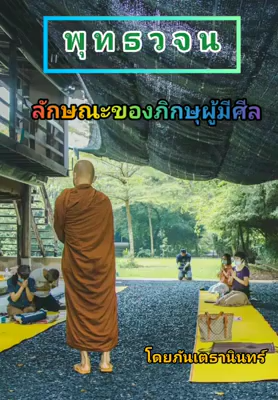 พุทธวจน
ลักษณะของภิกษุผู้มีศีล
โดยภันเตรานินทร์